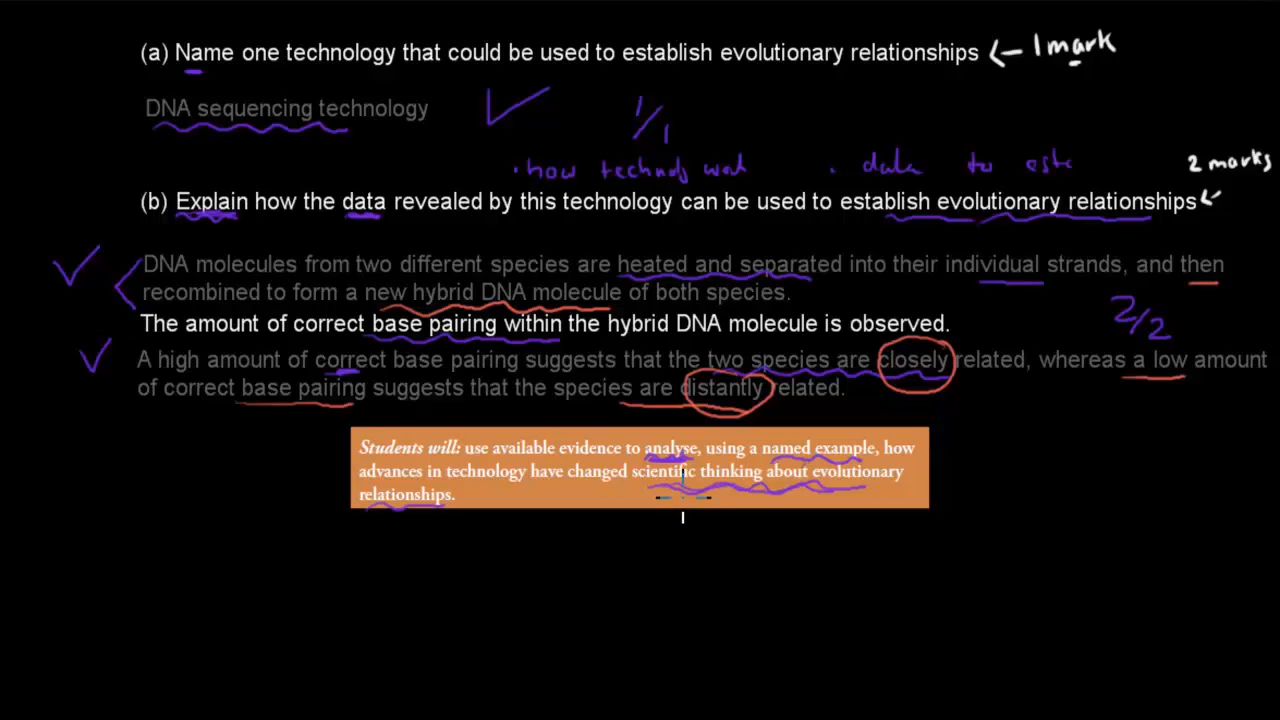 (a) Name one technology that could be used to establish evolutionary relationships ← 1 mark
DNA sequencing technology
1/1
• how technolj wor • data to esta
2 marks
(b) Explain how the data revealed by this technology can be used to establish evolutionary relationships ←
DNA molecules from two different species are heated and separated into their individual strands, and then
recombined to form a new hybrid DNA molecule of both species.
2/2
The amount of correct base pairing within the hybrid DNA molecule is observed.
A high amount of correct base pairing suggests that the two species are closely related, whereas a low amount
of correct base pairing suggests that the species are distantly related.
Students will: use available evidence to analyse, using a named example, how
advances in technology have changed scientific thinking about evolutionary
relationships.